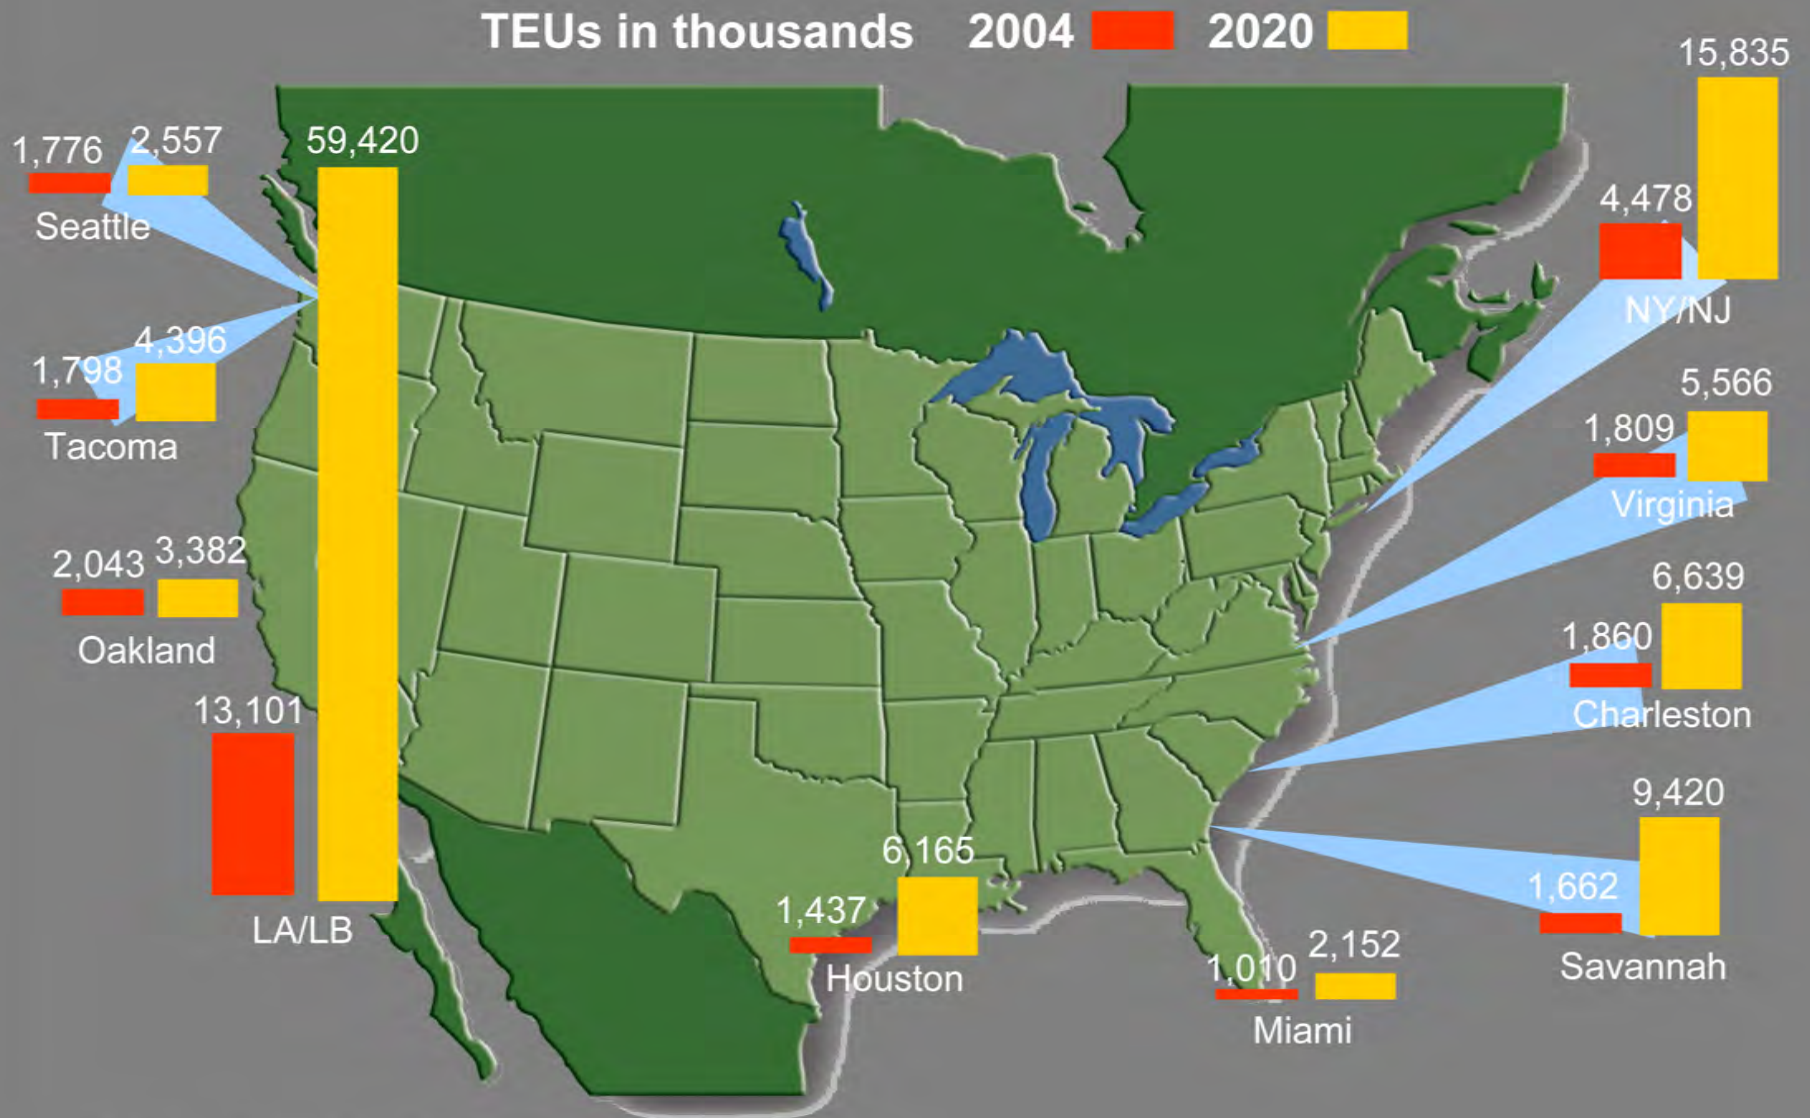 TEUs in thousands 2004 2020
1,776 2,557
Seattle
1,798 4,396
Tacoma
2,043 3,382
Oakland
13,101 59,420
LA/LB
1,437 6,165
Houston
1,010 2,152
Miami
4,478 15,835
NY/NJ
1,809 5,566
Virginia
1,860 6,639
Charleston
1,662 9,420
Savannah